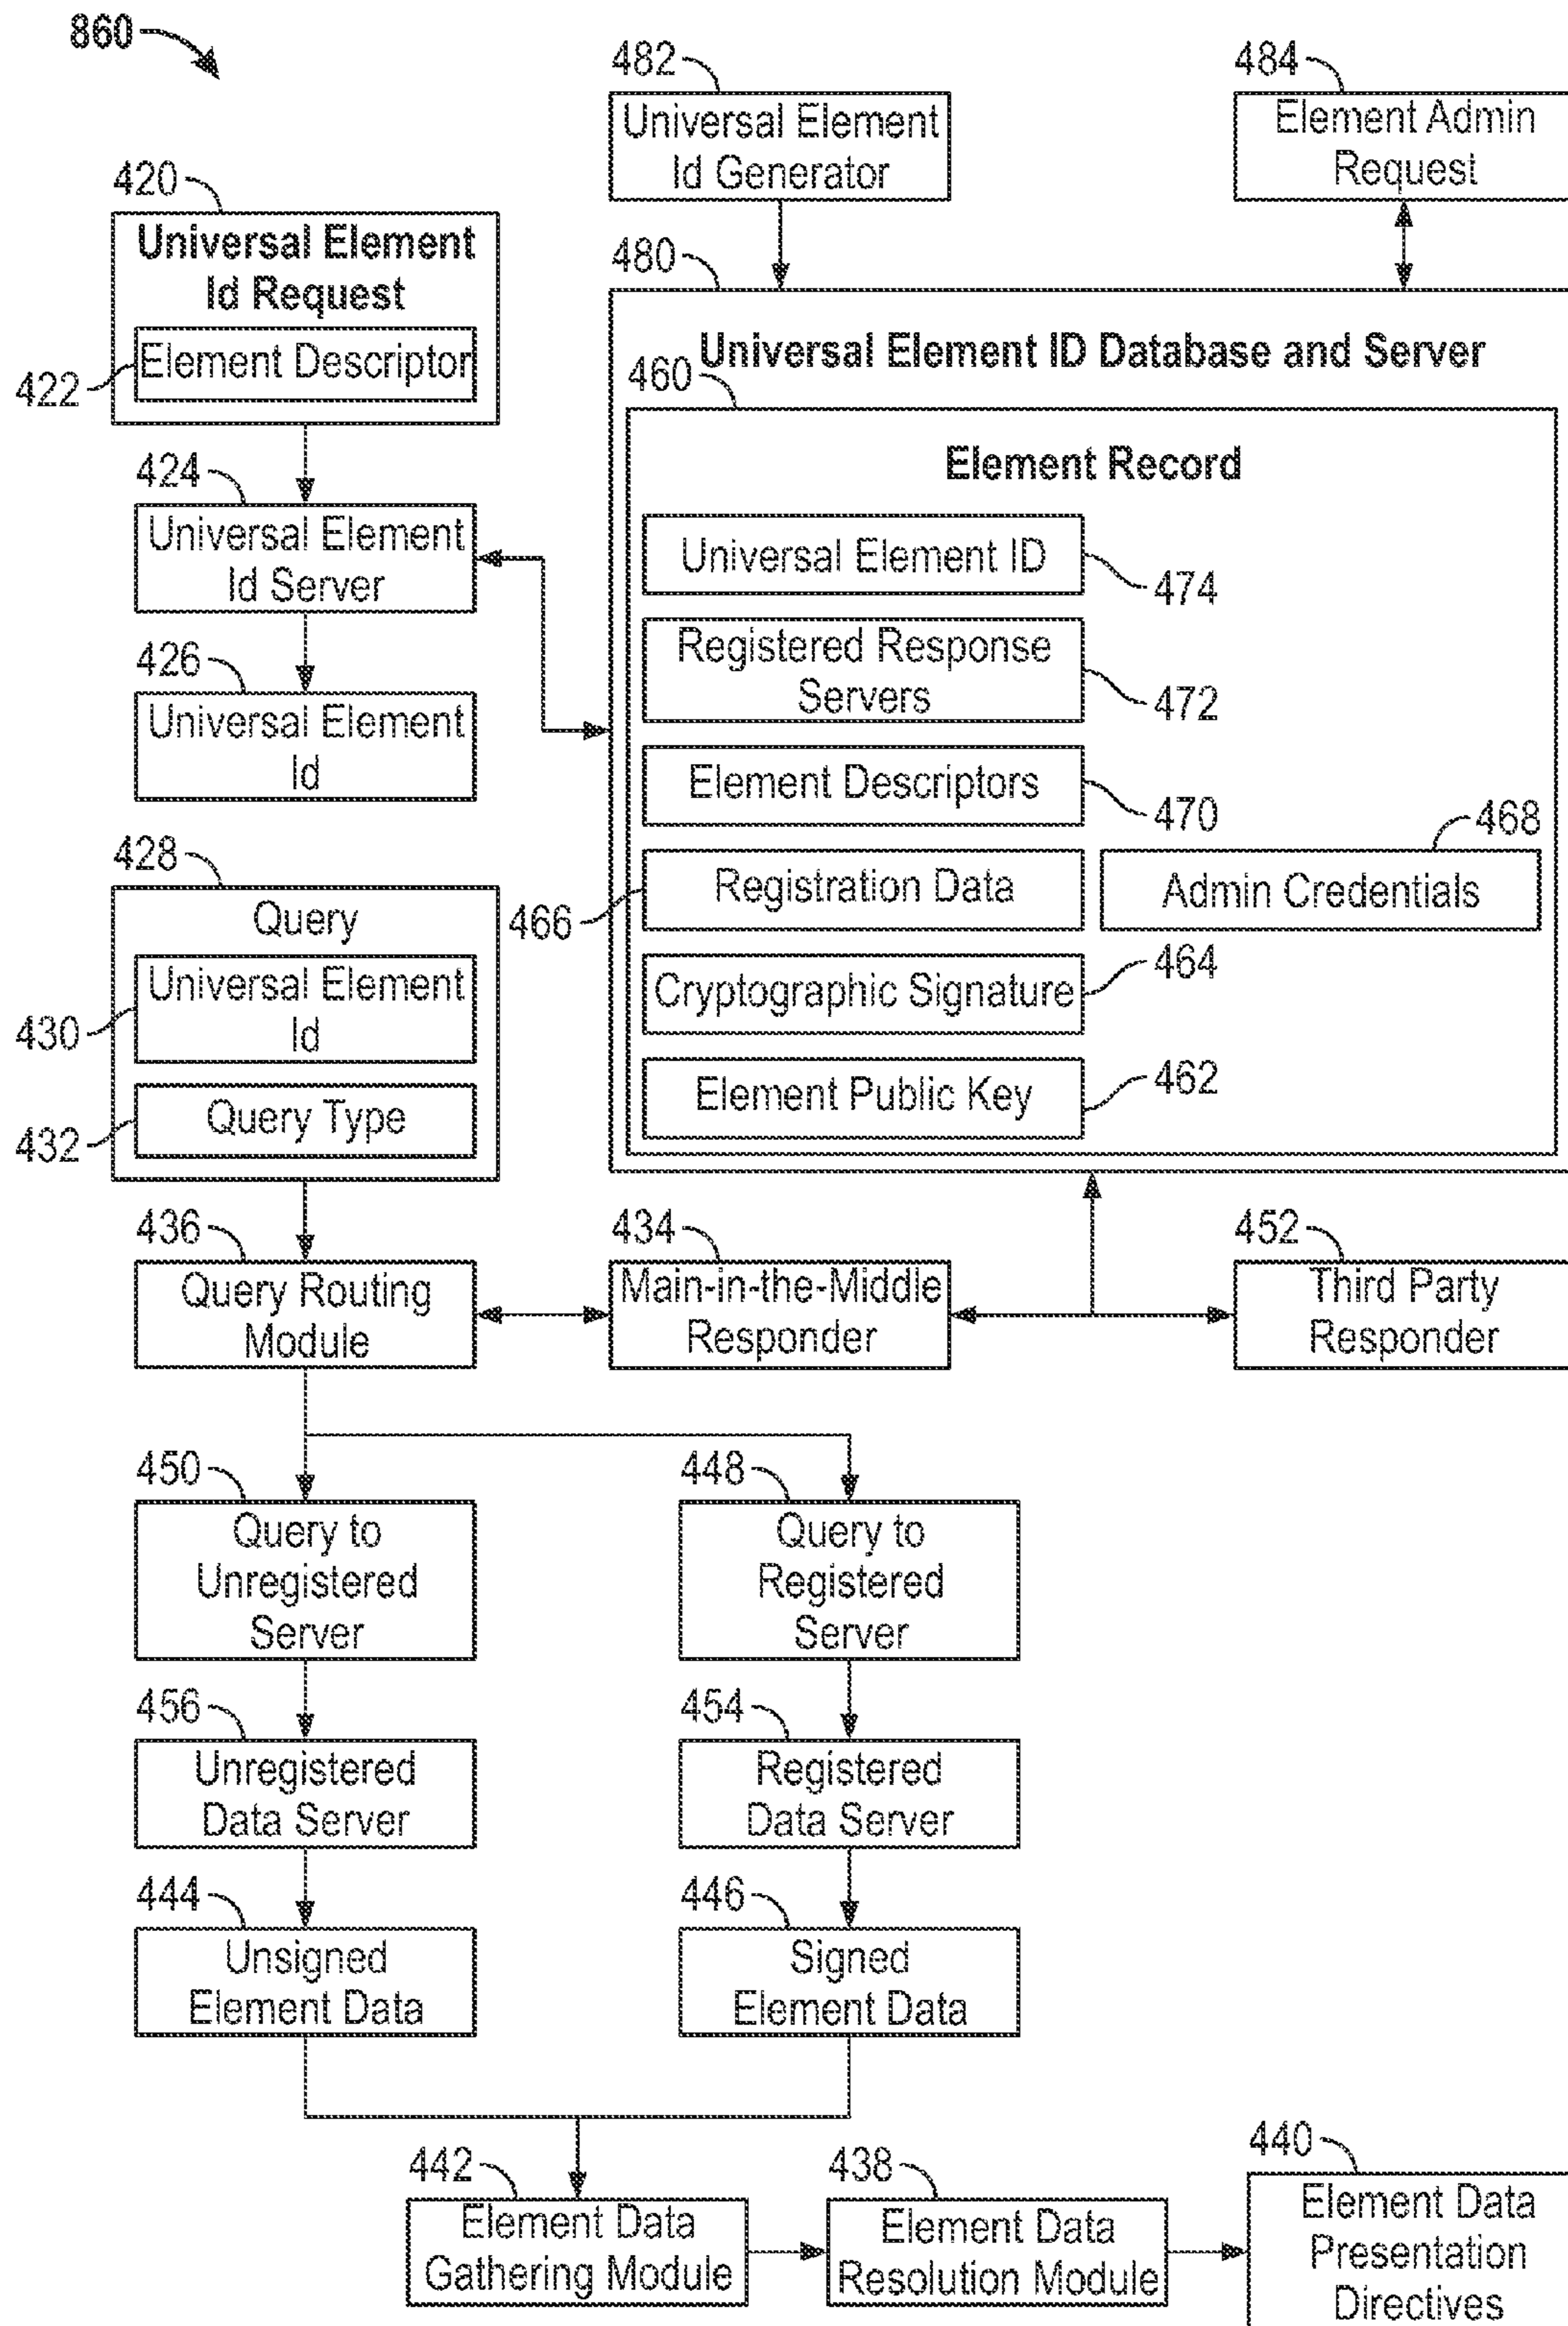 860
482
Universal Element
Id Generator
484
Element Admin
Request
420
Universal Element
Id Request
Element Descriptor
422
480
Universal Element ID Database and Server
460
Element Record
424
Universal Element
Id Server
Universal Element ID
474
Registered Response
Servers
472
426
Universal Element
Id
Element Descriptors
470
468
Registration Data
466
Admin Credentials
428
Query
Universal Element
Id
430
Query Type
432
Cryptographic Signature
464
Element Public Key
462
436
Query Routing
Module
434
Main-in-the-Middle
Responder
452
Third Party
Responder
450
Query to
Unregistered
Server
448
Query to
Registered
Server
456
Unregistered
Data Server
454
Registered
Data Server
444
Unsigned
Element Data
446
Signed
Element Data
442
Element Data
Gathering Module
438
Element Data
Resolution Module
440
Element Data
Presentation
Directives